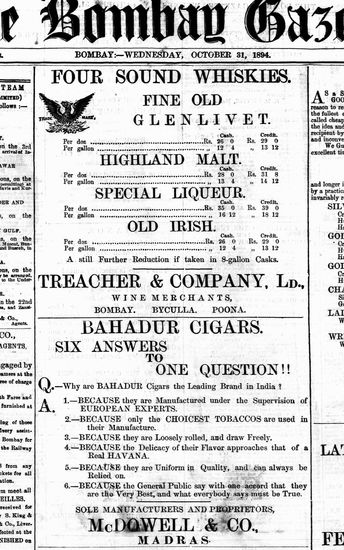 e Bombay Gaze
BOMBAY:—WEDNESDAY, OCTOBER 31, 1894.
FOUR SOUND WHISKIES.
FINE OLD
GLENLIVET.
TRADE MARK
Cash. Credit.
Per doz Rs. 26 0 Rs. 29 0
Per gallon „ 12 4 „ 13 12
HIGHLAND MALT.
Cash. Credit.
Per doz Rs. 28 0 Rs. 31 8
Per gallon „ 13 4 „ 14 12
SPECIAL LIQUEUR.
Per doz Rs. 35 0 Rs. 39 0
Per gallon „ 16 12 „ 18 12
OLD IRISH.
Cash. Credit.
Per doz Rs. 26 0 Rs. 29 0
Per gallon „ 12 4 „ 13 12
A still Further Reduction if taken in 8-gallon Casks.
TREACHER & COMPANY, LD.,
WINE MERCHANTS,
BOMBAY. BYCULLA. POONA.
BAHADUR CIGARS.
SIX ANSWERS
TO
ONE QUESTION!!
Q.—Why are BAHADUR Cigars the Leading Brand in India?
A. 1.—BECAUSE they are Manufactured under the Supervision of
EUROPEAN EXPERTS.
2.—BECAUSE only the CHOICEST TOBACCOS are used in
their Manufacture.
3.—BECAUSE they are Loosely rolled, and draw Freely.
4.—BECAUSE the Delicacy of their Flavor approaches that of a
Real HAVANA.
5.—BECAUSE they are Uniform in Quality, and can always be
Relied on.
6.—BECAUSE the General Public say with one accord that they
are the Very Best, and what everybody says must be True.
SOLE MANUFACTURERS AND PROPRIETORS,
McDOWELL & CO.,
MADRAS.